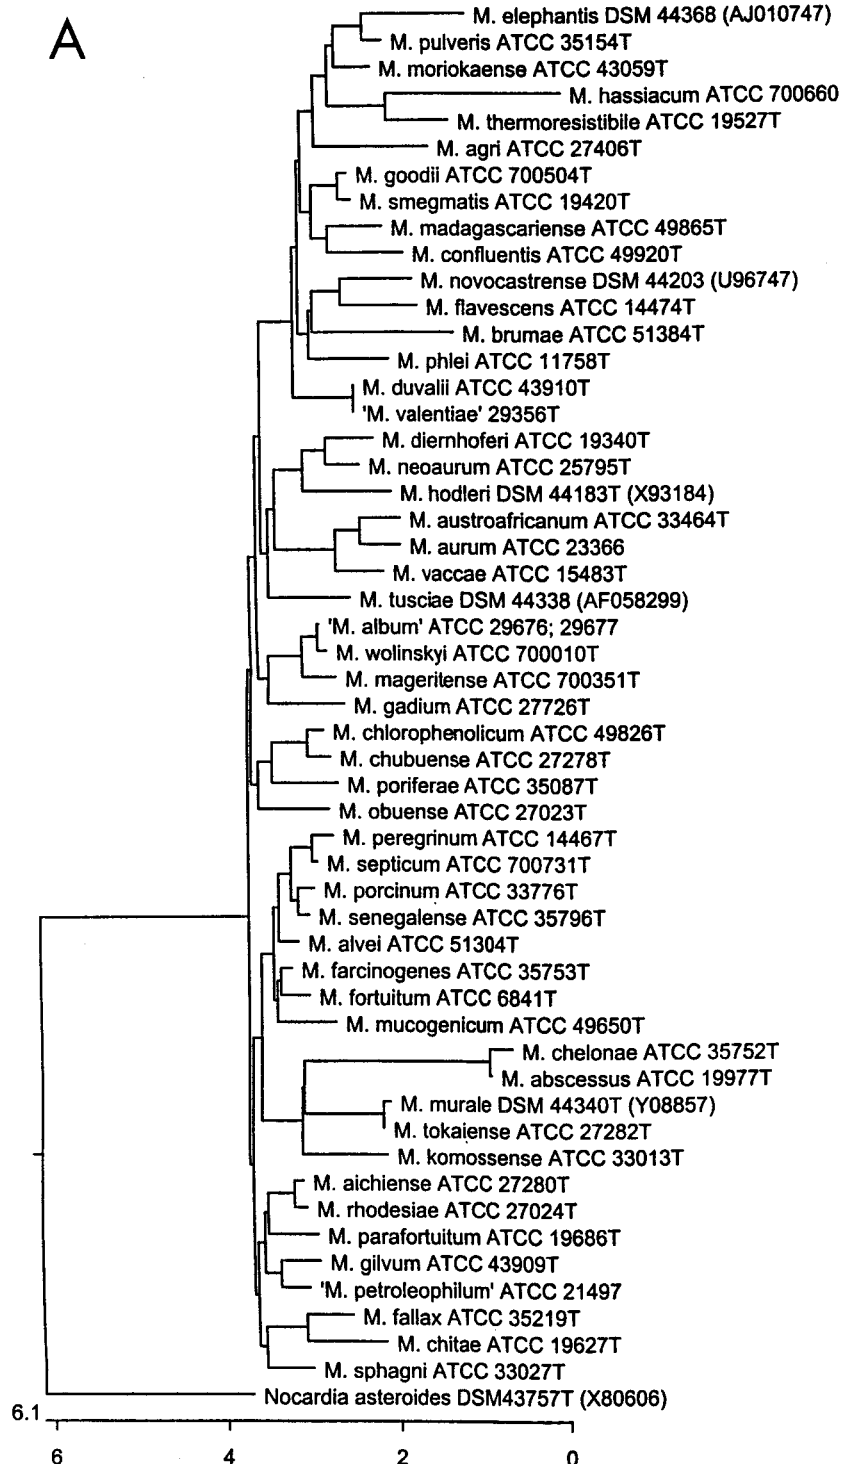 A
M. elephantis DSM 44368 (AJ010747)
M. pulveris ATCC 35154T
M. moriokaense ATCC 43059T
M. hassiacum ATCC 700660
M. thermoresistibile ATCC 19527T
M. agri ATCC 27406T
M. goodii ATCC 700504T
M. smegmatis ATCC 19420T
M. madagascariense ATCC 49865T
M. confluentis ATCC 49920T
M. novocastrense DSM 44203 (U96747)
M. flavescens ATCC 14474T
M. brumae ATCC 51384T
M. phlei ATCC 11758T
M. duvalii ATCC 43910T
'M. valentiae' 29356T
M. diernhoferi ATCC 19340T
M. neoaurum ATCC 25795T
M. hodleri DSM 44183T (X93184)
M. austroafricanum ATCC 33464T
M. aurum ATCC 23366
M. vaccae ATCC 15483T
M. tusciae DSM 44338 (AF058299)
'M. album' ATCC 29676; 29677
M. wolinskyi ATCC 700010T
M. mageritense ATCC 700351T
M. gadium ATCC 27726T
M. chlorophenolicum ATCC 49826T
M. chubuense ATCC 27278T
M. poriferae ATCC 35087T
M. obuense ATCC 27023T
M. peregrinum ATCC 14467T
M. septicum ATCC 700731T
M. porcinum ATCC 33776T
M. senegalense ATCC 35796T
M. alvei ATCC 51304T
M. farcinogenes ATCC 35753T
M. fortuitum ATCC 6841T
M. mucogenicum ATCC 49650T
M. chelonae ATCC 35752T
M. abscessus ATCC 19977T
M. murale DSM 44340T (Y08857)
M. tokaiense ATCC 27282T
M. komossense ATCC 33013T
M. aichiense ATCC 27280T
M. rhodesiae ATCC 27024T
M. parafortuitum ATCC 19686T
M. gilvum ATCC 43909T
'M. petroleophilum' ATCC 21497
M. fallax ATCC 35219T
M. chitae ATCC 19627T
M. sphagni ATCC 33027T
Nocardia asteroides DSM43757T (X80606)
6.1
6 4 2 0